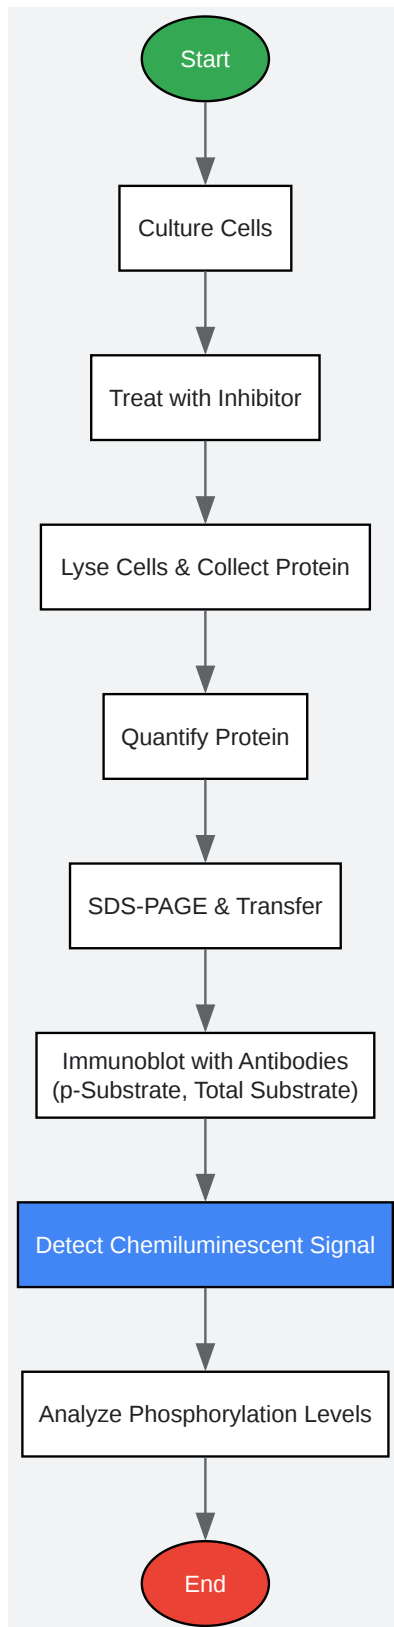 Start
Culture Cells
Treat with Inhibitor
Lyse Cells & Collect Protein
Quantify Protein
SDS-PAGE & Transfer
Immunoblot with Antibodies
(p-Substrate, Total Substrate)
Detect Chemiluminescent Signal
Analyze Phosphorylation Levels
End